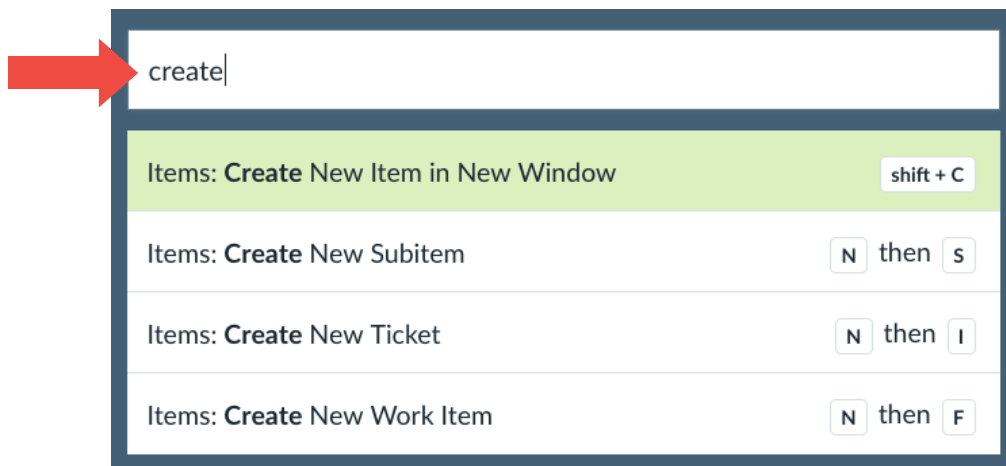 create
Items: Create New Item in New Window shift + C
Items: Create New Subitem N then S
Items: Create New Ticket N then I
Items: Create New Work Item N then F